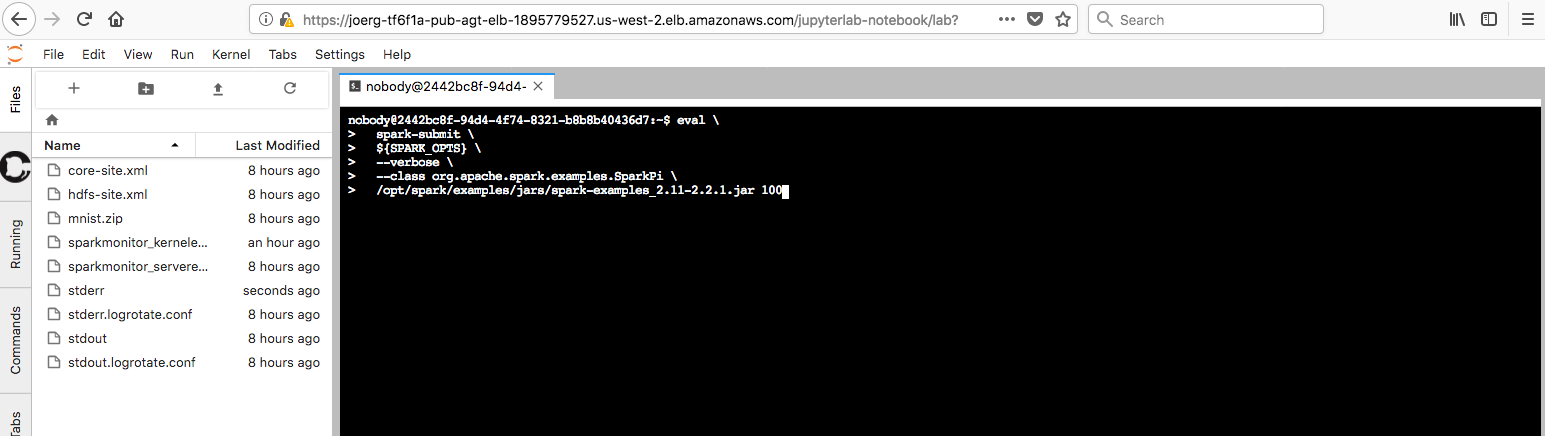 https://joerg-tf6f1a-pub-agt-elb-1895779527.us-west-2.elb.amazonaws.com/jupyterlab-notebook/lab?
Search
File Edit View Run Kernel Tabs Settings Help
Files
Running
Commands
Tabs
Name Last Modified
core-site.xml 8 hours ago
hdfs-site.xml 8 hours ago
mnist.zip 8 hours ago
sparkmonitor_kernele... an hour ago
sparkmonitor_servere... 8 hours ago
stderr seconds ago
stderr.logrotate.conf 8 hours ago
stdout 8 hours ago
stdout.logrotate.conf 8 hours ago
nobody@2442bc8f-94d4-
nobody@2442bc8f-94d4-4f74-8321-b8b8b40436d7:~$ eval \
> spark-submit \
> ${SPARK_OPTS} \
> --verbose \
> --class org.apache.spark.examples.SparkPi \
> /opt/spark/examples/jars/spark-examples_2.11-2.2.1.jar 100